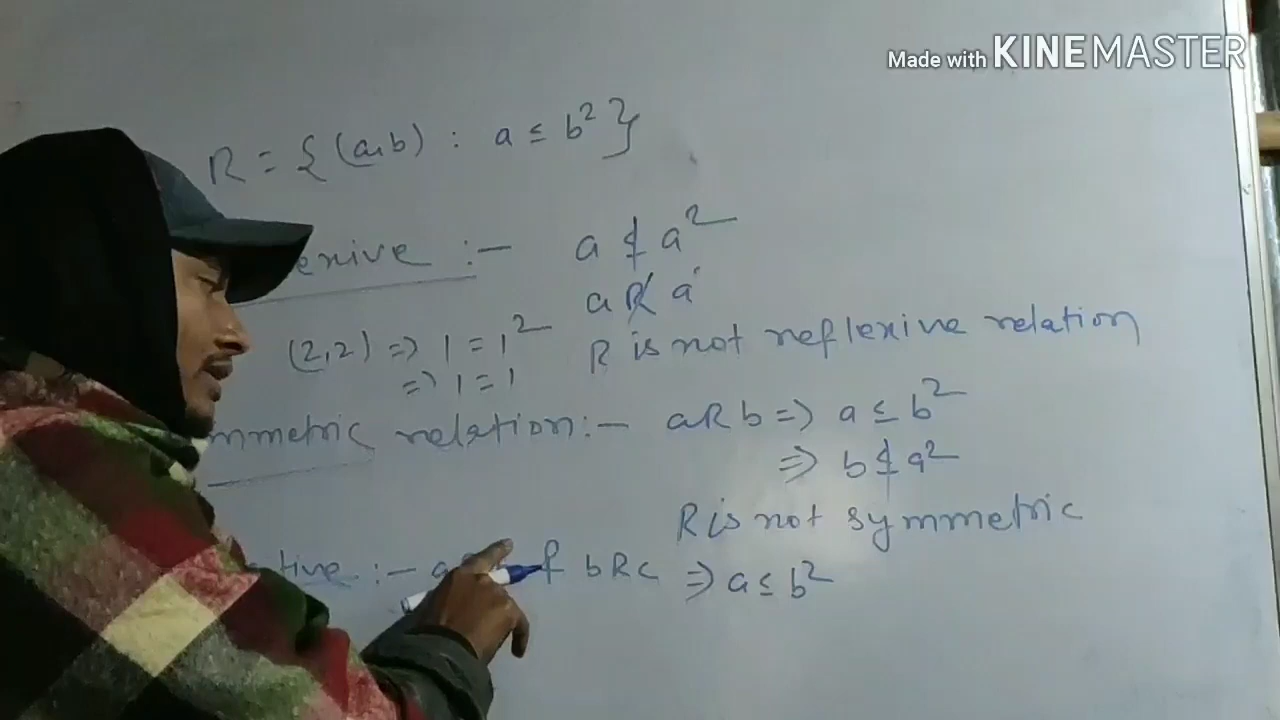 Made with KINEMASTER
R = { (a,b) : a ≤ b² }
exive :- a ≰ a²
a R̸ a
(2,2) => 1 = 1² R is not reflexive relation
=> 1 = 1
mmetric relation :- aRb => a ≤ b²
=> b ≰ a²
R is not symmetric
tive :- bRc => a ≤ b²